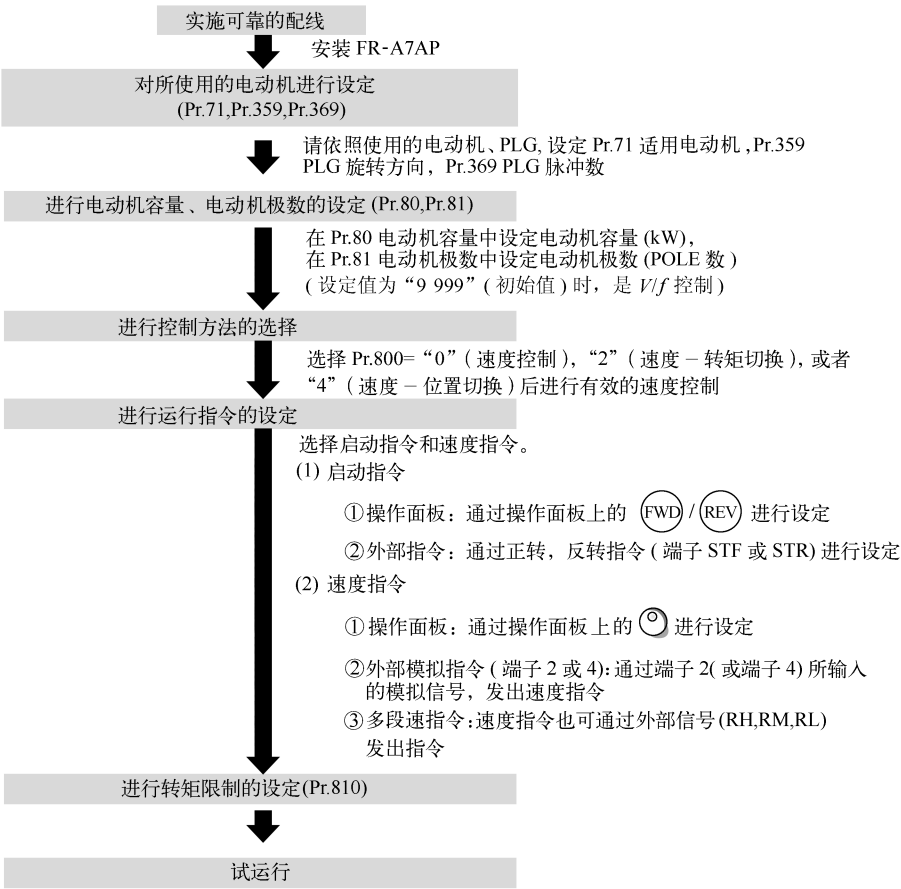 实施可靠的配线
安装 FR-A7AP
对所使用的电动机进行设定
(Pr.71,Pr.359,Pr.369)
请依照使用的电动机、PLG, 设定 Pr.71 适用电动机 ,Pr.359
PLG 旋转方向，Pr.369 PLG 脉冲数
进行电动机容量、电动机极数的设定 (Pr.80,Pr.81)
在 Pr.80 电动机容量中设定电动机容量 (kW)，
在 Pr.81 电动机极数中设定电动机极数 (POLE 数 )
( 设定值为“9 999” ( 初始值 ) 时，是 V/f 控制 )
进行控制方法的选择
选择 Pr.800= “0”（速度控制），“2”（速度 – 转矩切换），或者
“4”（速度 – 位置切换）后进行有效的速度控制
进行运行指令的设定
选择启动指令和速度指令。
(1) 启动指令
①操作面板：通过操作面板上的 FWD / REV 进行设定
②外部指令：通过正转，反转指令 ( 端子 STF 或 STR) 进行设定
(2) 速度指令
①操作面板：通过操作面板上的 进行设定
②外部模拟指令 ( 端子 2 或 4)：通过端子 2( 或端子 4) 所输入
的模拟信号，发出速度指令
③多段速指令：速度指令也可通过外部信号 (RH,RM,RL)
发出指令
进行转矩限制的设定(Pr.810)
试运行